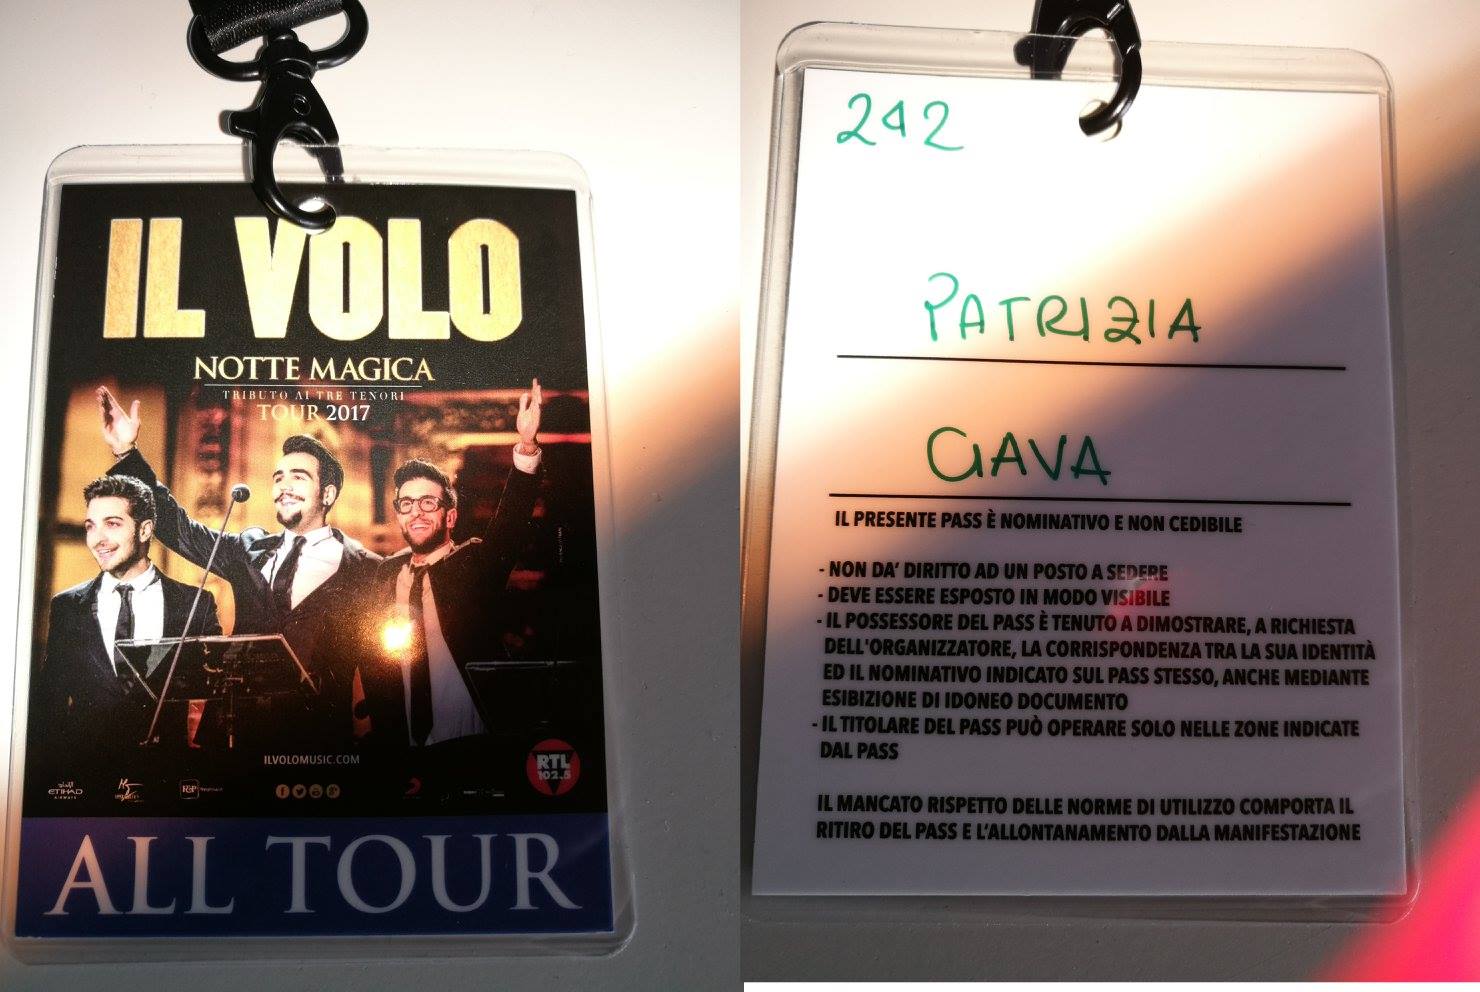 IL VOLO
NOTTE MAGICA
TRIBUTO AI TRE TENORI
TOUR 2017
ILVOLOMUSIC.COM
RTL
102.5
ETIHAD
AIRWAYS
F&P
ALL TOUR
242
PATRIZIA
GAVA
IL PRESENTE PASS È NOMINATIVO E NON CEDIBILE
- NON DA' DIRITTO AD UN POSTO A SEDERE
- DEVE ESSERE ESPOSTO IN MODO VISIBILE
- IL POSSESSORE DEL PASS È TENUTO A DIMOSTRARE, A RICHIESTA
DELL'ORGANIZZATORE, LA CORRISPONDENZA TRA LA SUA IDENTITÀ
ED IL NOMINATIVO INDICATO SUL PASS STESSO, ANCHE MEDIANTE
ESIBIZIONE DI IDONEO DOCUMENTO
- IL TITOLARE DEL PASS PUÒ OPERARE SOLO NELLE ZONE INDICATE
DAL PASS
IL MANCATO RISPETTO DELLE NORME DI UTILIZZO COMPORTA IL
RITIRO DEL PASS E L'ALLONTANAMENTO DALLA MANIFESTAZIONE